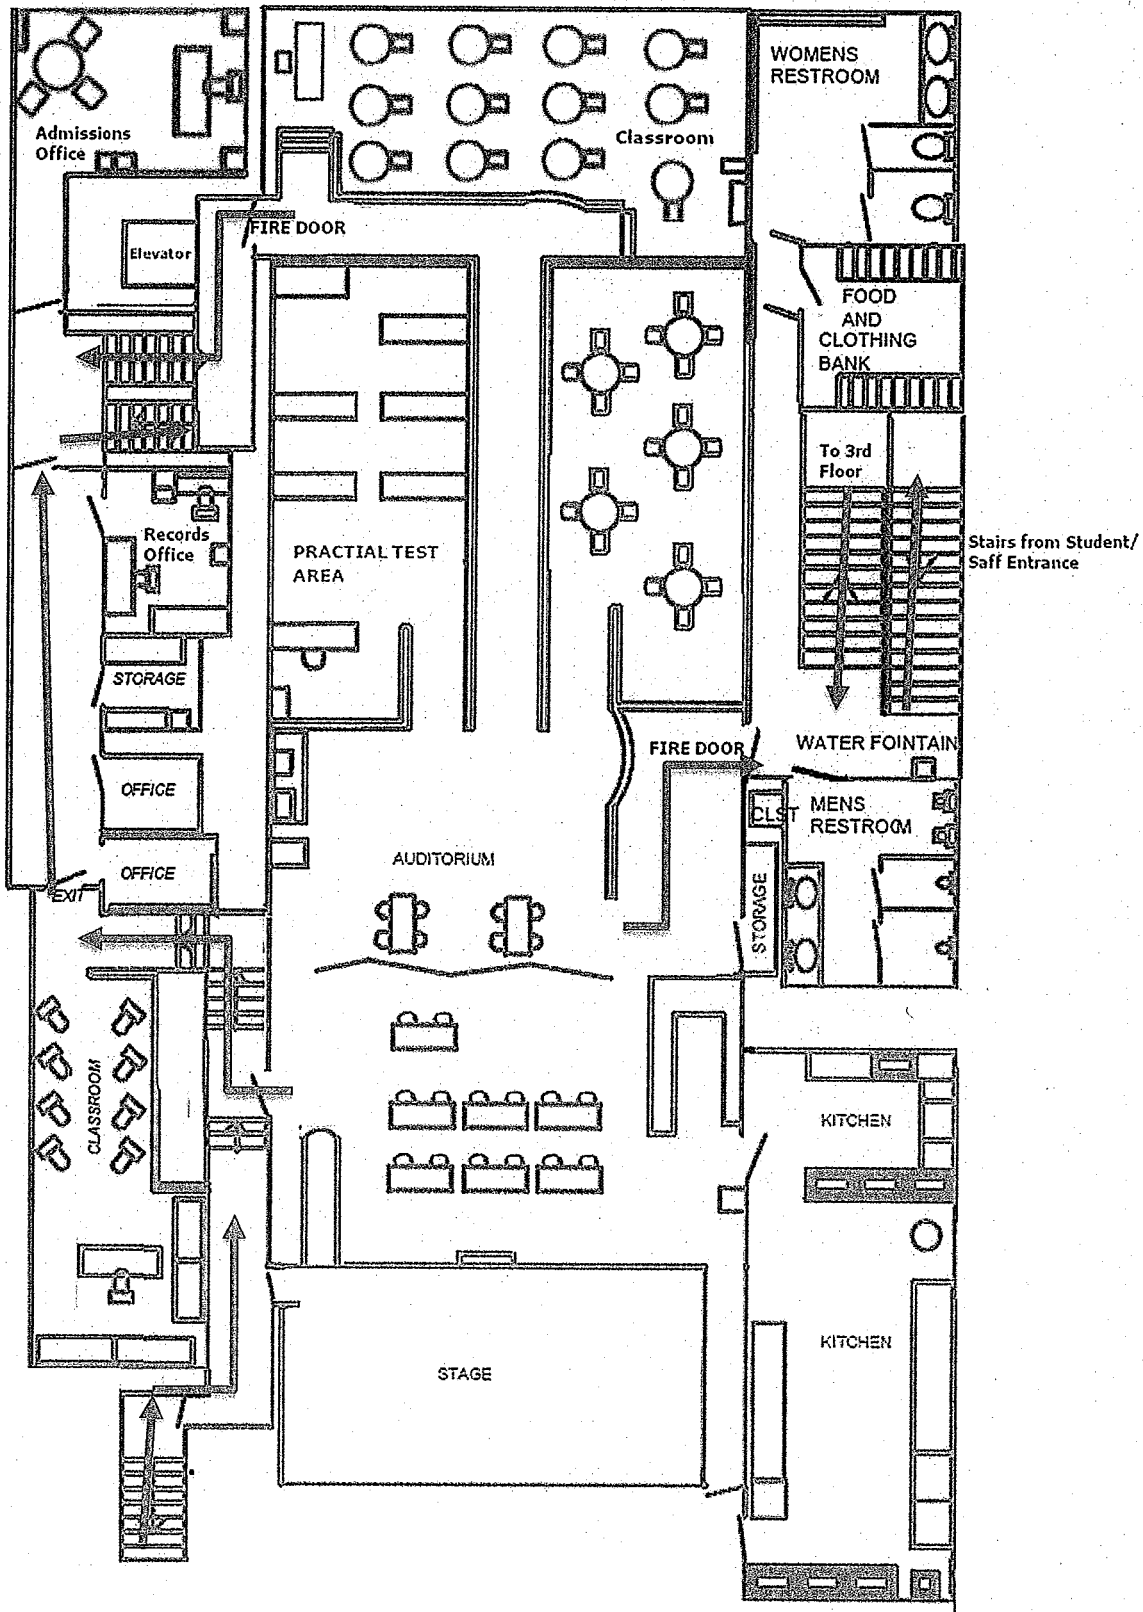 WOMENS
RESTROOM
Admissions
Office
Classroom
FIRE DOOR
Elevator
FOOD
AND
CLOTHING
BANK
To 3rd
Floor
Records
Office
PRACTIAL TEST
AREA
Stairs from Student/
Saff Entrance
STORAGE
FIRE DOOR
WATER FOINTAIN
OFFICE
CLST
MENS
RESTROOM
AUDITORIUM
OFFICE
EXIT
STORAGE
CLASSROOM
KITCHEN
KITCHEN
STAGE